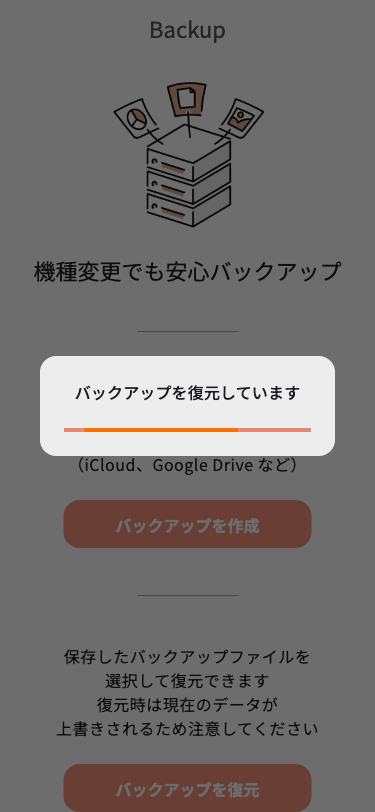 Backup
機種変更でも安心バックアップ
バックアップを復元しています
（iCloud、Google Drive など）
バックアップを作成
保存したバックアップファイルを
選択して復元できます
復元時は現在のデータが
上書きされるため注意してください
バックアップを復元